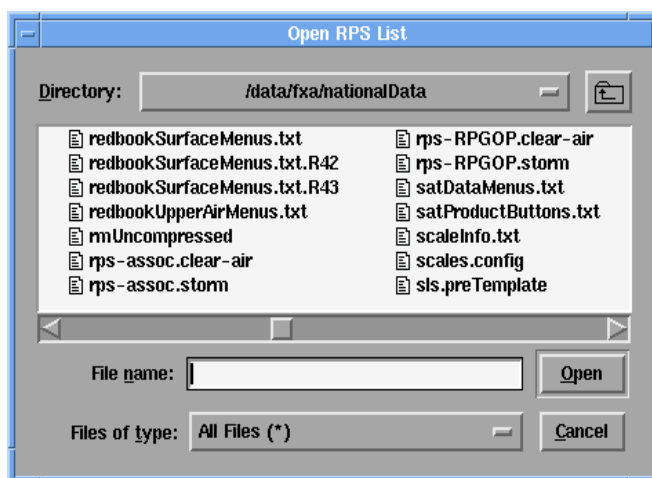 Open RPS List
Directory: /data/fxa/nationalData
redbookSurfaceMenus.txt
redbookSurfaceMenus.txt.R42
redbookSurfaceMenus.txt.R43
redbookUpperAirMenus.txt
rmUncompressed
rps-assoc.clear-air
rps-assoc.storm
rps-RPGOP.clear-air
rps-RPGOP.storm
satDataMenus.txt
satProductButtons.txt
scaleInfo.txt
scales.config
sls.preTemplate
File name: Open
Files of type: All Files (*) Cancel